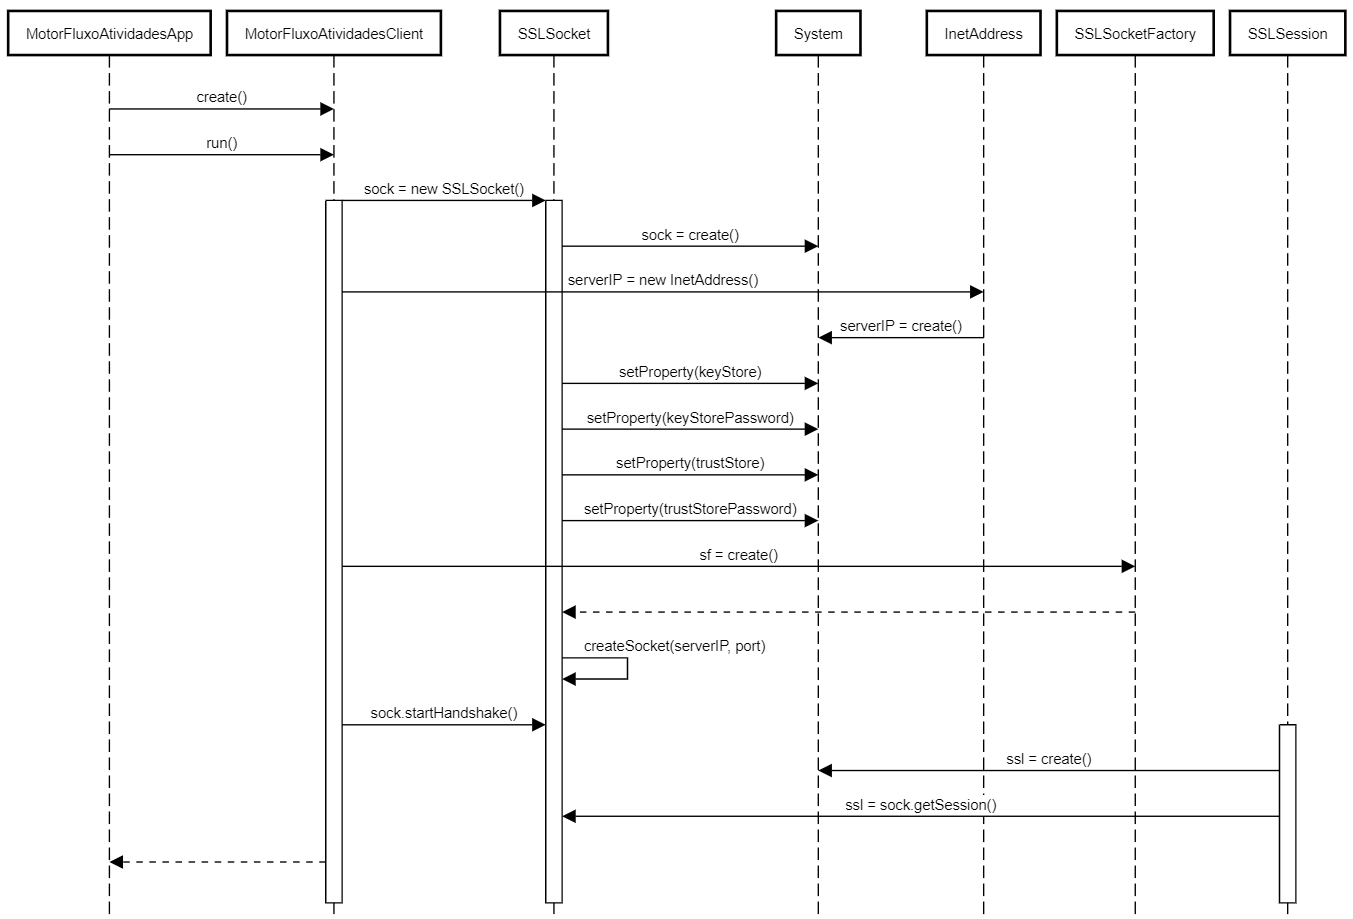 MotorFluxoAtividadesApp
MotorFluxoAtividadesClient
SSLSocket
System
InetAddress
SSLSocketFactory
SSLSession
create()
run()
sock = new SSLSocket()
sock = create()
serverIP = new InetAddress()
serverIP = create()
setProperty(keyStore)
setProperty(keyStorePassword)
setProperty(trustStore)
setProperty(trustStorePassword)
sf = create()
createSocket(serverIP, port)
sock.startHandshake()
ssl = create()
ssl = sock.getSession()